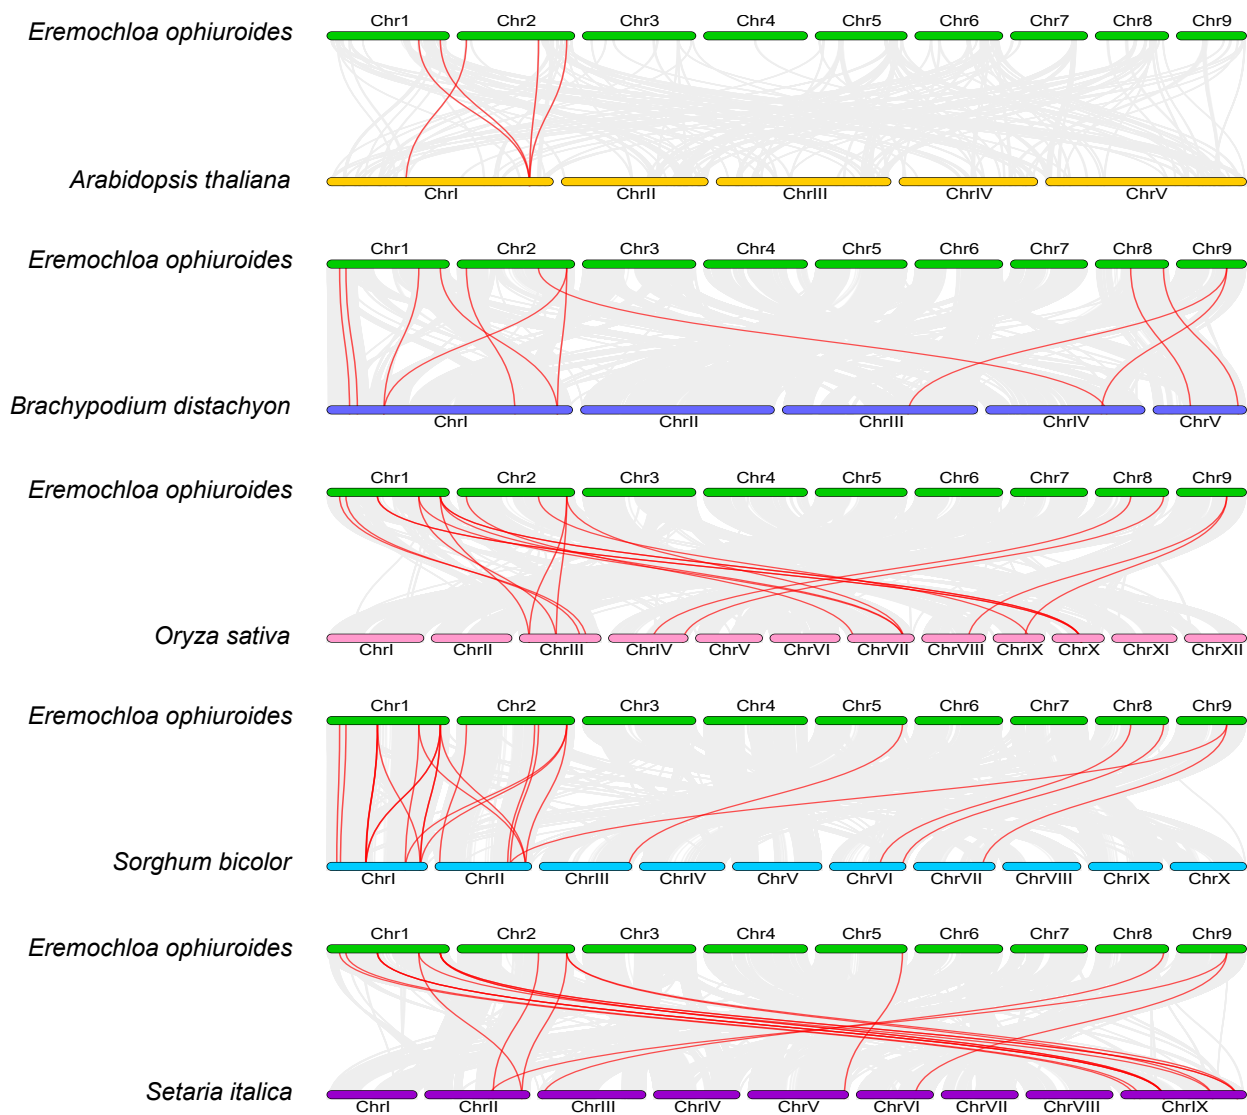 Chr1 Chr2 Chr3 Chr4 Chr5 Chr6 Chr7 Chr8 Chr9
Eremochloa ophiuroides
Arabidopsis thaliana
ChrI ChrII ChrIII ChrIV ChrV
Chr1 Chr2 Chr3 Chr4 Chr5 Chr6 Chr7 Chr8 Chr9
Eremochloa ophiuroides
Brachypodium distachyon
ChrI ChrII ChrIII ChrIV ChrV
Chr1 Chr2 Chr3 Chr4 Chr5 Chr6 Chr7 Chr8 Chr9
Eremochloa ophiuroides
Oryza sativa
ChrI ChrII ChrIII ChrIV ChrV ChrVI ChrVII ChrVIII ChrIX ChrX ChrXI ChrXII
Chr1 Chr2 Chr3 Chr4 Chr5 Chr6 Chr7 Chr8 Chr9
Eremochloa ophiuroides
Sorghum bicolor
ChrI ChrII ChrIII ChrIV ChrV ChrVI ChrVII ChrVIII ChrIX ChrX
Chr1 Chr2 Chr3 Chr4 Chr5 Chr6 Chr7 Chr8 Chr9
Eremochloa ophiuroides
Setaria italica
ChrI ChrII ChrIII ChrIV ChrV ChrVI ChrVII ChrVIII ChrIX